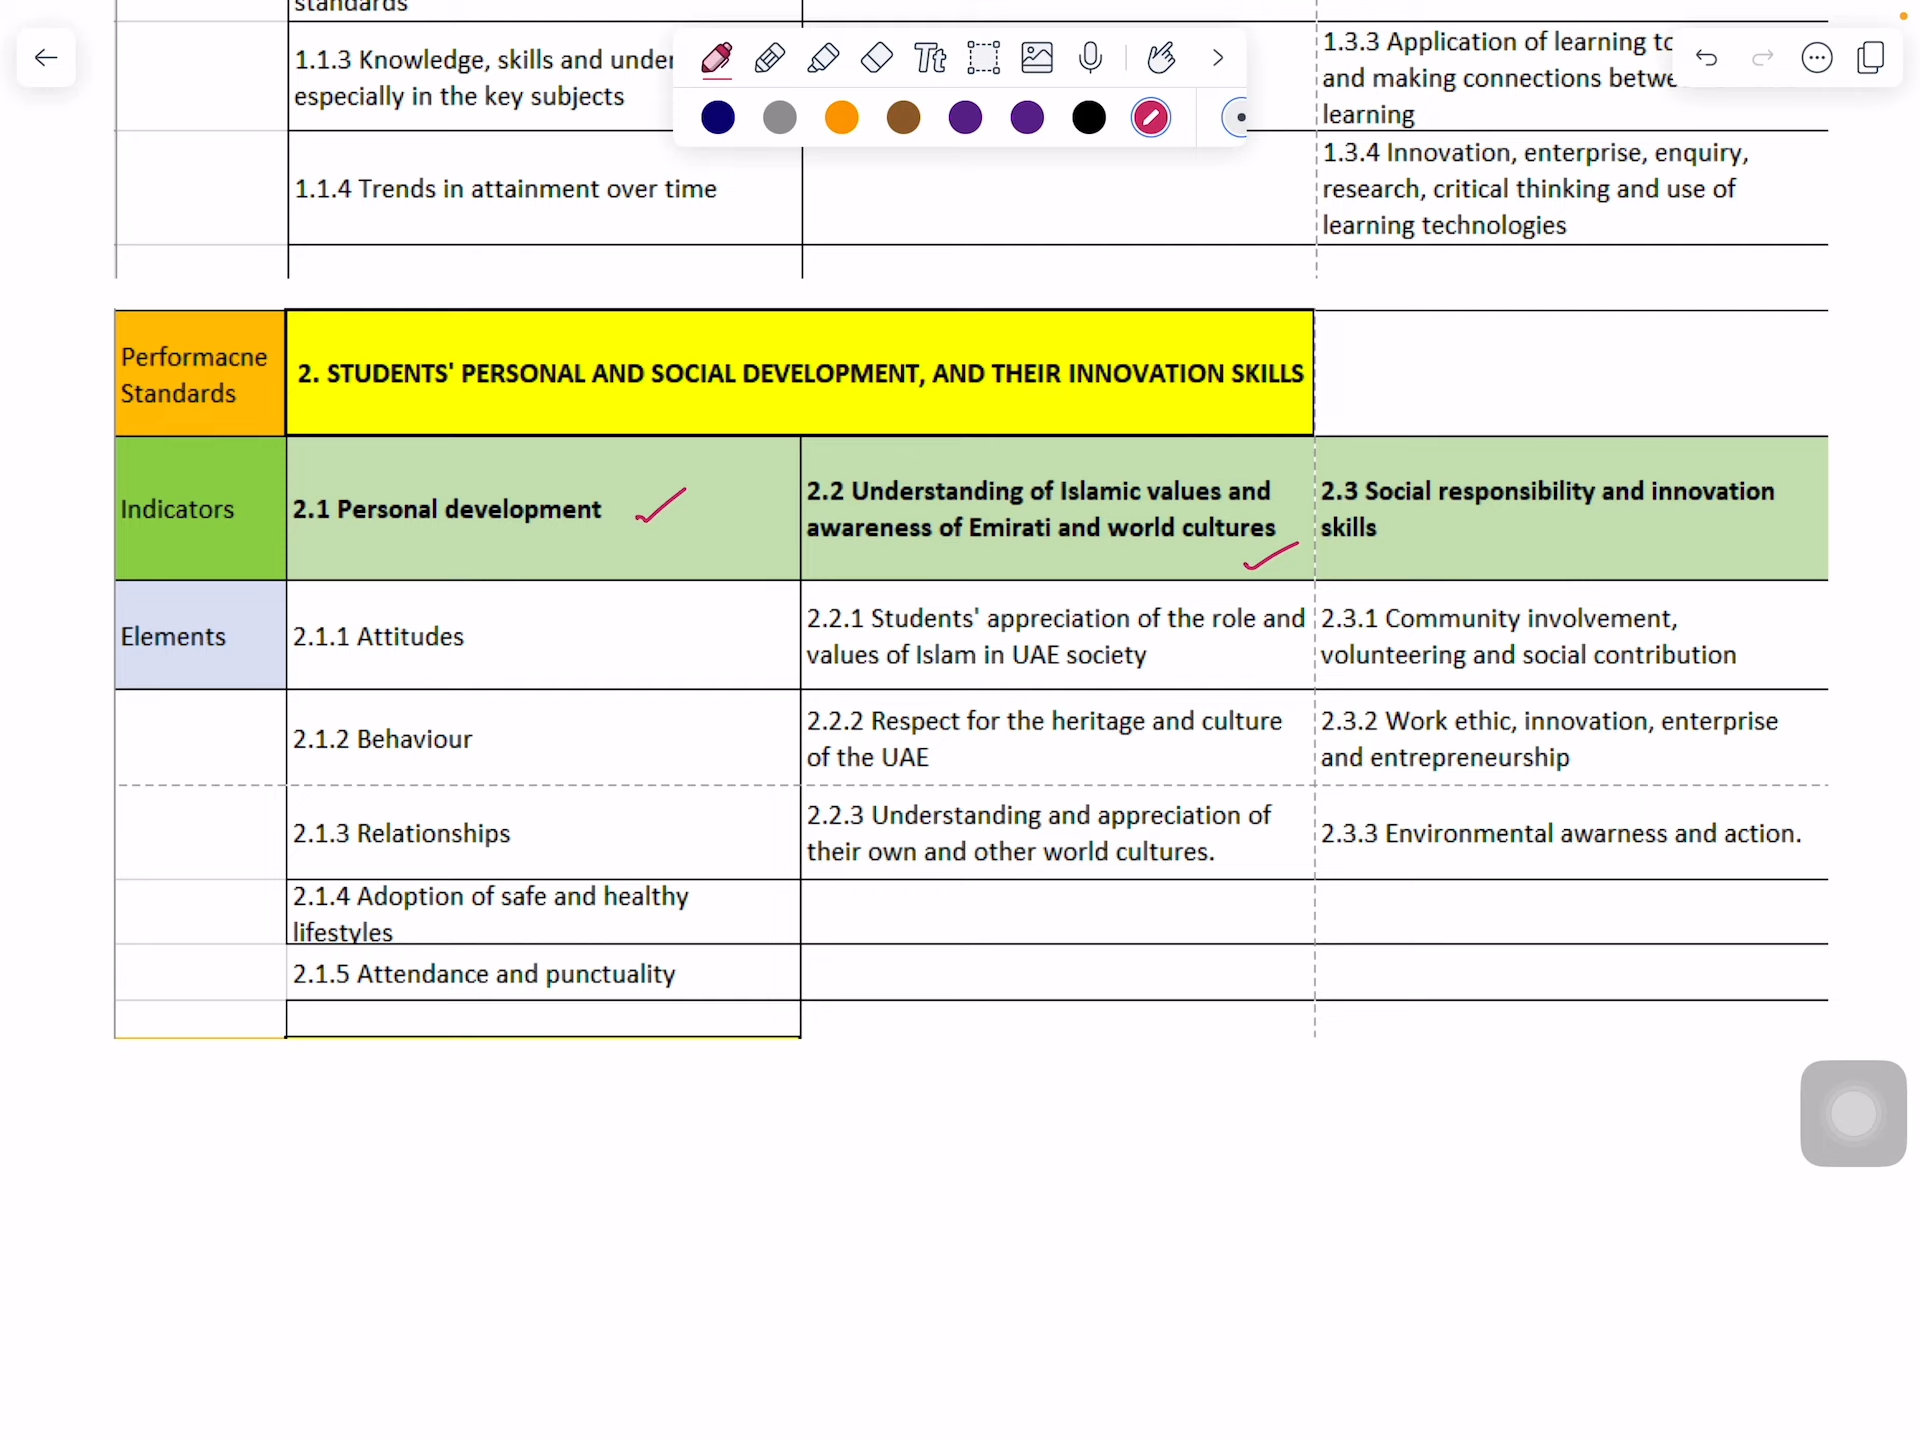 standards
1.1.3 Knowledge, skills and under
especially in the key subjects
1.3.3 Application of learning to
and making connections betwe
learning
1.1.4 Trends in attainment over time
1.3.4 Innovation, enterprise, enquiry,
research, critical thinking and use of
learning technologies
Tt
Performacne
Standards
2. STUDENTS' PERSONAL AND SOCIAL DEVELOPMENT, AND THEIR INNOVATION SKILLS
Indicators
2.1 Personal development
2.2 Understanding of Islamic values and
awareness of Emirati and world cultures
2.3 Social responsibility and innovation
skills
Elements
2.1.1 Attitudes
2.2.1 Students' appreciation of the role and
values of Islam in UAE society
2.3.1 Community involvement,
volunteering and social contribution
2.1.2 Behaviour
2.2.2 Respect for the heritage and culture
of the UAE
2.3.2 Work ethic, innovation, enterprise
and entrepreneurship
2.1.3 Relationships
2.2.3 Understanding and appreciation of
their own and other world cultures.
2.3.3 Environmental awarness and action.
2.1.4 Adoption of safe and healthy
lifestyles
2.1.5 Attendance and punctuality